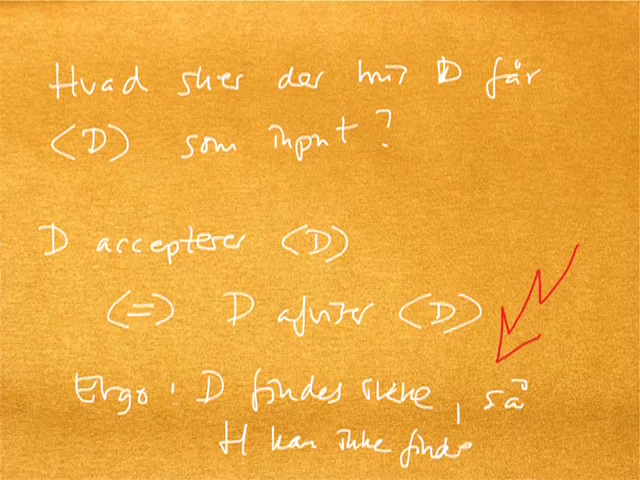 Hvad sker der hvis D får
⟨D⟩ som input?
D accepterer ⟨D⟩
⟺ D afviser ⟨D⟩
Ergo: D findes ikke, så
H kan ikke findes